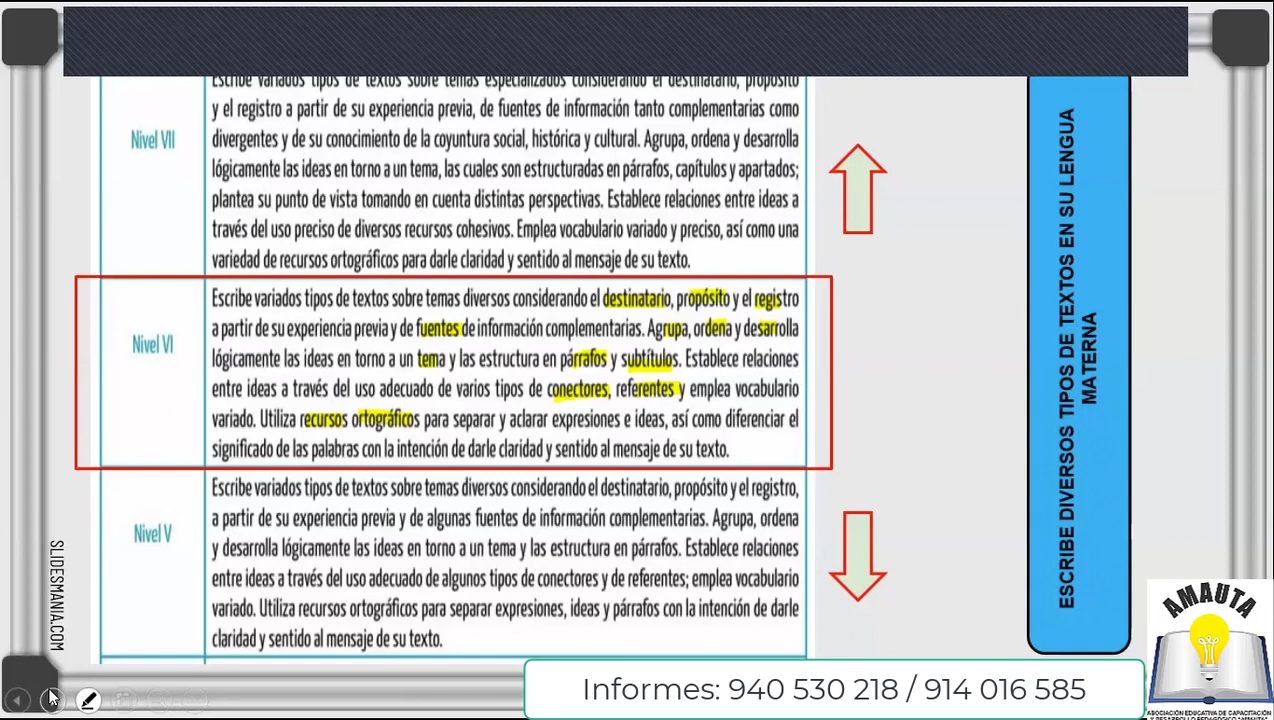 Escribe variados tipos de textos sobre temas especializados considerando el destinatario, propósito
Nivel VII
y el registro a partir de su experiencia previa, de fuentes de información tanto complementarias como
divergentes y de su conocimiento de la coyuntura social, histórica y cultural. Agrupa, ordena y desarrolla
lógicamente las ideas en torno a un tema, las cuales son estructuradas en párrafos, capítulos y apartados;
plantea su punto de vista tomando en cuenta distintas perspectivas. Establece relaciones entre ideas a
través del uso preciso de diversos recursos cohesivos. Emplea vocabulario variado y preciso, así como una
variedad de recursos ortográficos para darle claridad y sentido al mensaje de su texto.
Nivel VI
Escribe variados tipos de textos sobre temas diversos considerando el destinatario, propósito y el registro
a partir de su experiencia previa y de fuentes de información complementarias. Agrupa, ordena y desarrolla
lógicamente las ideas en torno a un tema y las estructura en párrafos y subtítulos. Establece relaciones
entre ideas a través del uso adecuado de varios tipos de conectores, referentes y emplea vocabulario
variado. Utiliza recursos ortográficos para separar y aclarar expresiones e ideas, así como diferenciar el
significado de las palabras con la intención de darle claridad y sentido al mensaje de su texto.
Nivel V
Escribe variados tipos de textos sobre temas diversos considerando el destinatario, propósito y el registro,
a partir de su experiencia previa y de algunas fuentes de información complementarias. Agrupa, ordena
y desarrolla lógicamente las ideas en torno a un tema y las estructura en párrafos. Establece relaciones
entre ideas a través del uso adecuado de algunos tipos de conectores y de referentes; emplea vocabulario
variado. Utiliza recursos ortográficos para separar expresiones, ideas y párrafos con la intención de darle
claridad y sentido al mensaje de su texto.
ESCRIBE DIVERSOS TIPOS DE TEXTOS EN SU LENGUA
MATERNA
SLIDESMANIA.COM
Informes: 940 530 218 / 914 016 585
AMAUTA
ASOCIACIÓN EDUCATIVA DE CAPACITACIÓN
Y DESARROLLO PEDAGÓGICO AMAUTA